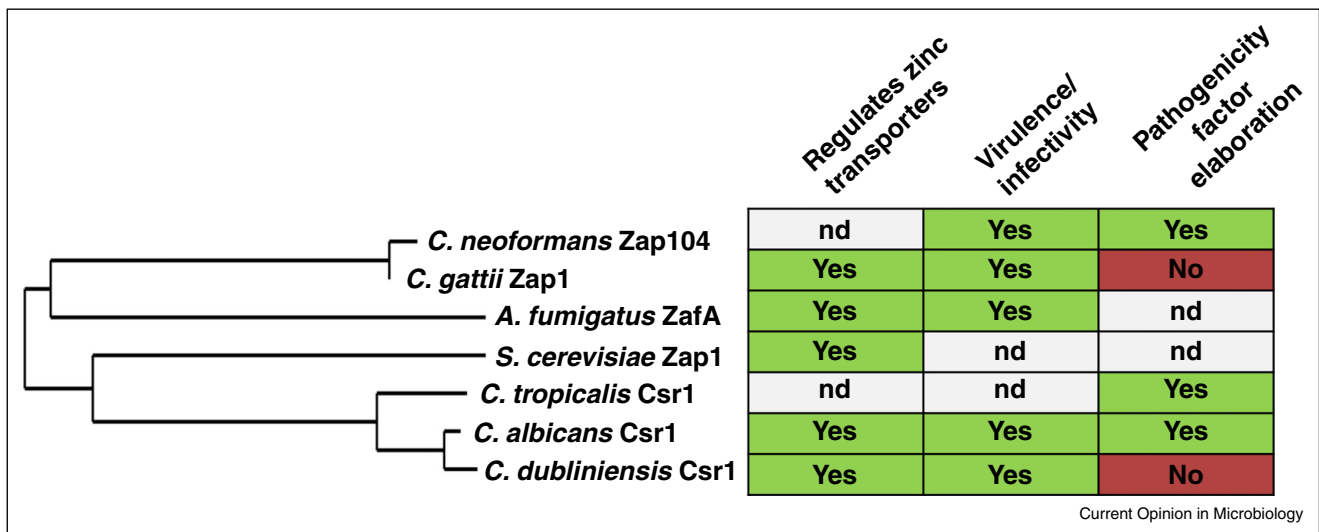 Regulates zinc
transporters
Virulence/
infectivity
Pathogenicity
factor
elaboration
C. neoformans Zap104
nd
Yes
Yes
C. gattii Zap1
Yes
Yes
No
A. fumigatus ZafA
Yes
Yes
nd
S. cerevisiae Zap1
Yes
nd
nd
C. tropicalis Csr1
nd
nd
Yes
C. albicans Csr1
Yes
Yes
Yes
C. dubliniensis Csr1
Yes
Yes
No
Current Opinion in Microbiology